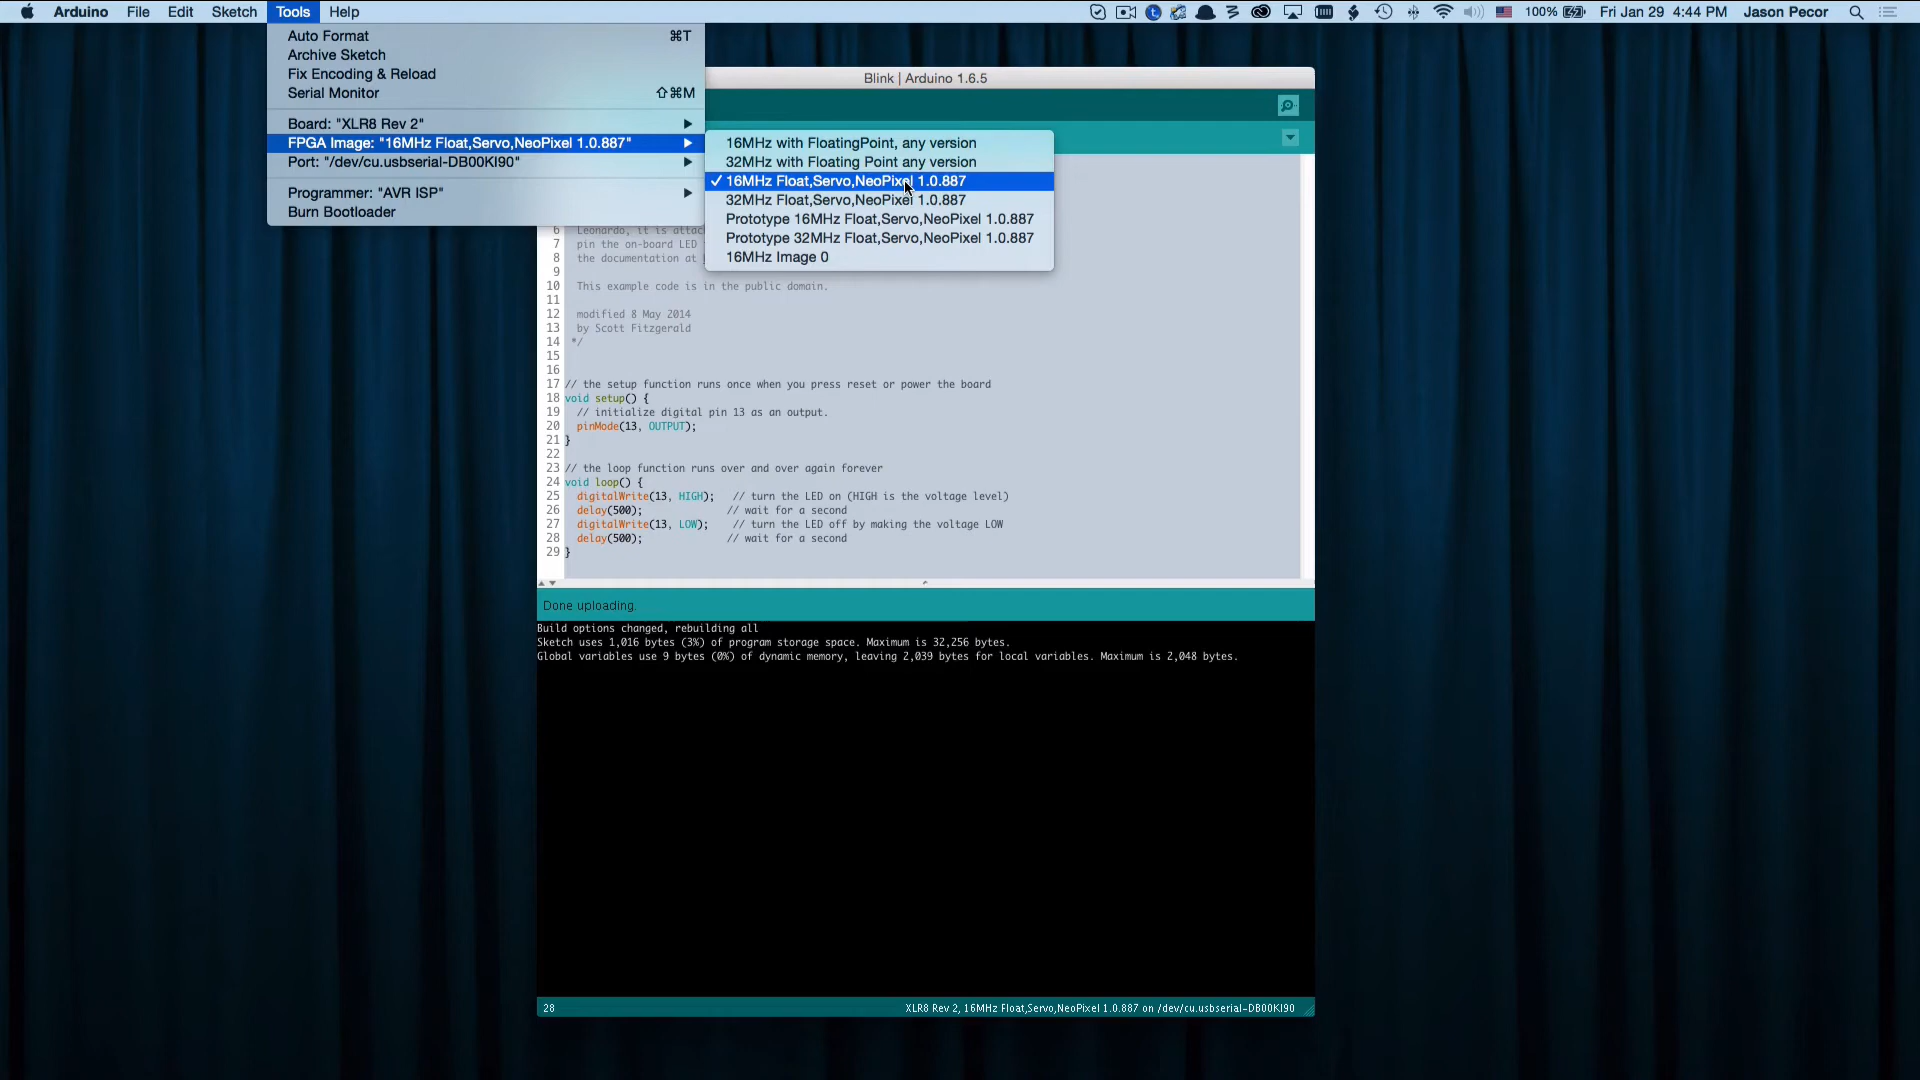 Arduino File Edit Sketch Tools Help
100% Fri Jan 29 4:44 PM Jason Pecor
Auto Format ⌘T
Archive Sketch
Fix Encoding & Reload
Serial Monitor ⇧⌘M
Board: "XLR8 Rev 2"
FPGA Image: "16MHz Float,Servo,NeoPixel 1.0.887"
Port: "/dev/cu.usbserial-DB00KI90"
Programmer: "AVR ISP"
Burn Bootloader
16MHz with FloatingPoint, any version
32MHz with Floating Point any version
✓ 16MHz Float,Servo,NeoPixel 1.0.887
32MHz Float,Servo,NeoPixel 1.0.887
Prototype 16MHz Float,Servo,NeoPixel 1.0.887
Prototype 32MHz Float,Servo,NeoPixel 1.0.887
16MHz Image 0
Blink | Arduino 1.6.5
6 Leonardo, it is attac
7 pin the on-board LED
8 the documentation at
9
10 This example code is in the public domain.
11
12 modified 8 May 2014
13 by Scott Fitzgerald
14 */
15
16
17 // the setup function runs once when you press reset or power the board
18 void setup() {
19 // initialize digital pin 13 as an output.
20 pinMode(13, OUTPUT);
21 }
22
23 // the loop function runs over and over again forever
24 void loop() {
25 digitalWrite(13, HIGH); // turn the LED on (HIGH is the voltage level)
26 delay(500); // wait for a second
27 digitalWrite(13, LOW); // turn the LED off by making the voltage LOW
28 delay(500); // wait for a second
29 }
Done uploading.
Build options changed, rebuilding all
Sketch uses 1,016 bytes (3%) of program storage space. Maximum is 32,256 bytes.
Global variables use 9 bytes (0%) of dynamic memory, leaving 2,039 bytes for local variables. Maximum is 2,048 bytes.
28 XLR8 Rev 2, 16MHz Float,Servo,NeoPixel 1.0.887 on /dev/cu.usbserial-DB00KI90